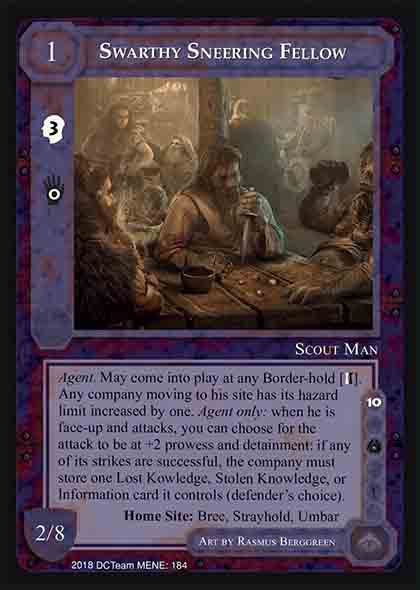 1
SWARTHY SNEERING FELLOW
3
0
SCOUT MAN
Agent. May come into play at any Border-hold [].
Any company moving to his site has its hazard
limit increased by one. Agent only: when he is
face-up and attacks, you can choose for the
attack to be at +2 prowess and detainment: if any
of its strikes are successful, the company must
store one Lost Kowledge, Stolen Knowledge, or
Information card it controls (defender's choice).
10
Home Site: Bree, Strayhold, Umbar
2/8
ART BY RASMUS BERGGREEN
2018 DCTeam MENE: 184